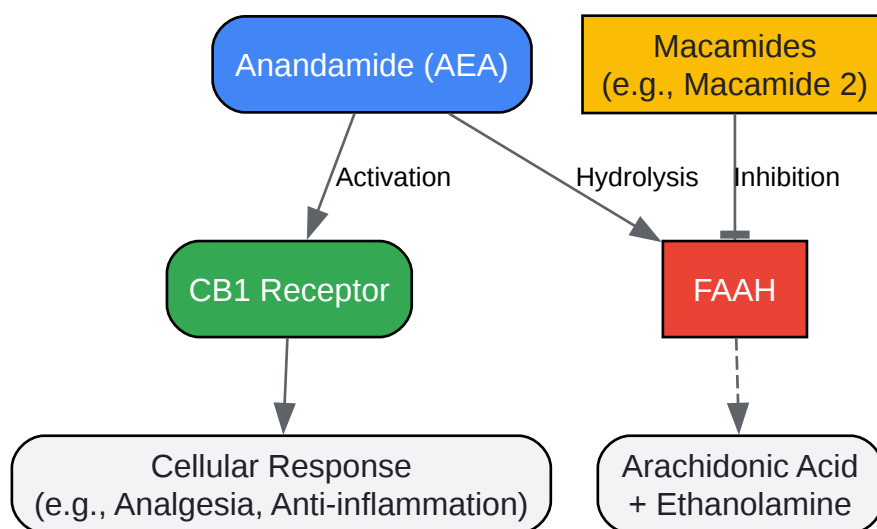 Anandamide (AEA)
Macamides
(e.g., Macamide 2)
Activation
Hydrolysis
Inhibition
CB1 Receptor
FAAH
Cellular Response
(e.g., Analgesia, Anti-inflammation)
Arachidonic Acid
+ Ethanolamine